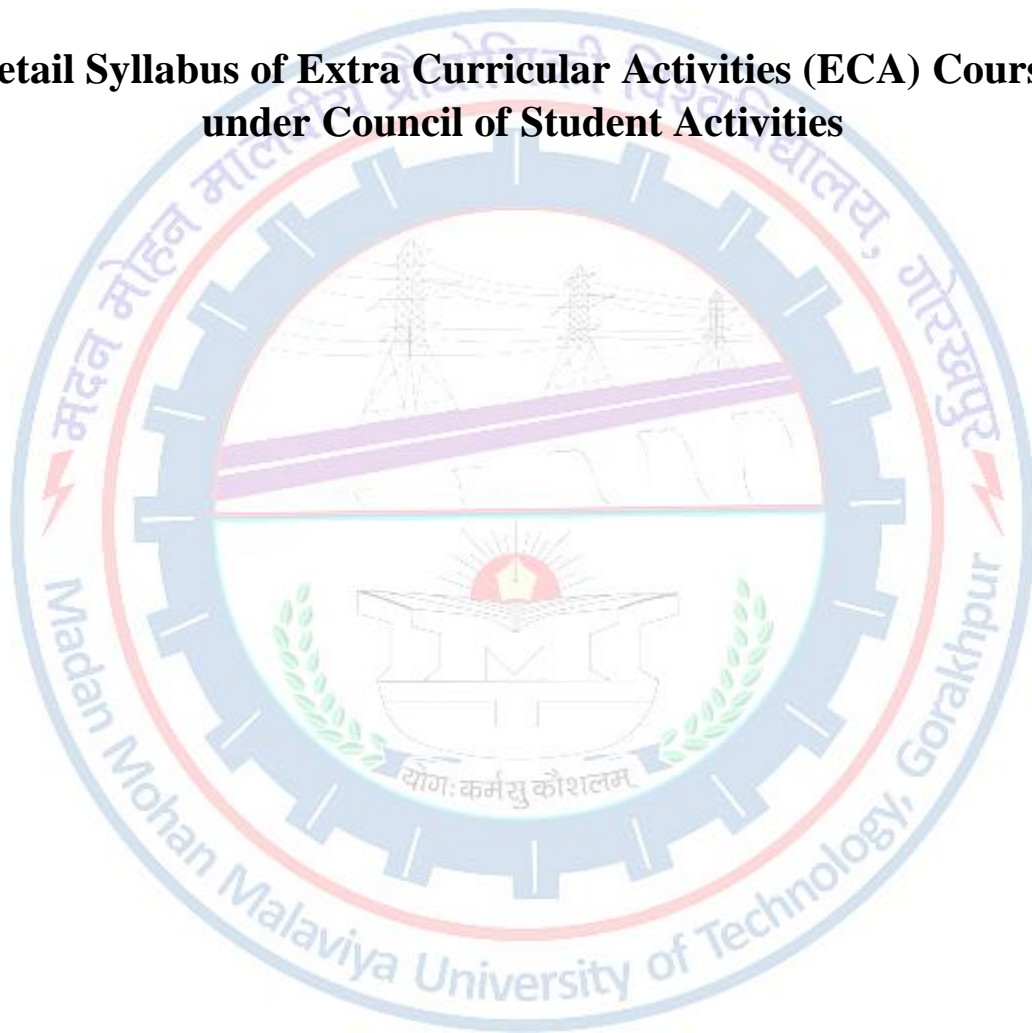 etail Syllabus of Extra Curricular Activities (ECA) Cours
under Council of Student Activities
मदन मोहन मालवीय प्रौद्योगिकी विश्वविद्यालय, गोरखपुर
योग: कर्मसु कौशलम्
Madan Mohan Malaviya University of Technology, Gorakhpur